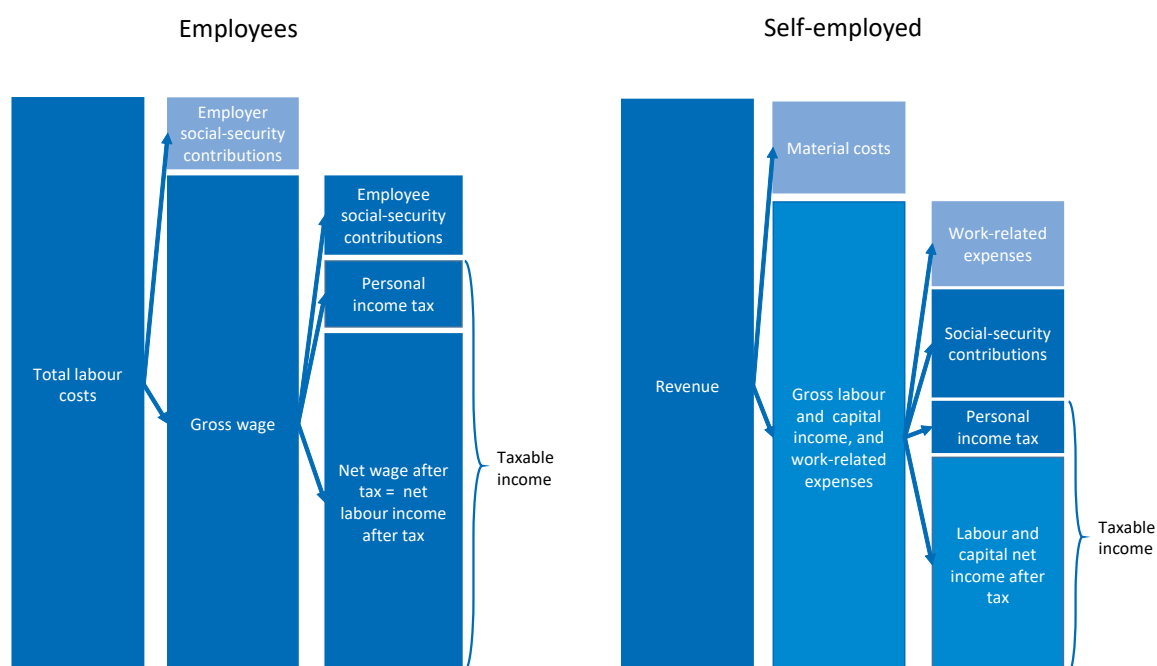 Employees
Employer
social-security
contributions
Employee
social-security
contributions
Personal
income tax
Total labour
costs
Gross wage
Net wage after
tax = net
labour income
after tax
Taxable
income
Self-employed
Material costs
Work-related
expenses
Social-security
contributions
Revenue
Gross labour
and capital
income, and
work-related
expenses
Personal
income tax
Labour and
capital net
income after
tax
Taxable
income